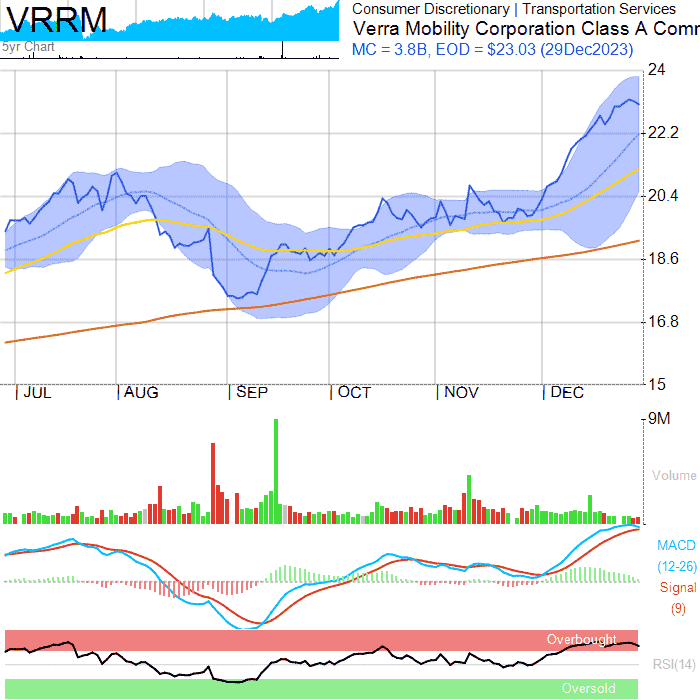 VRRM
5yr Chart
Consumer Discretionary | Transportation Services
Verra Mobility Corporation Class A Comm
MC = 3.8B, EOD = $23.03 (29Dec2023)
24
22.2
20.4
18.6
16.8
15
| JUL | AUG | SEP | OCT | NOV | DEC
9M
Volume
MACD
(12-26)
Signal
(9)
Overbought
RSI(14)
Oversold